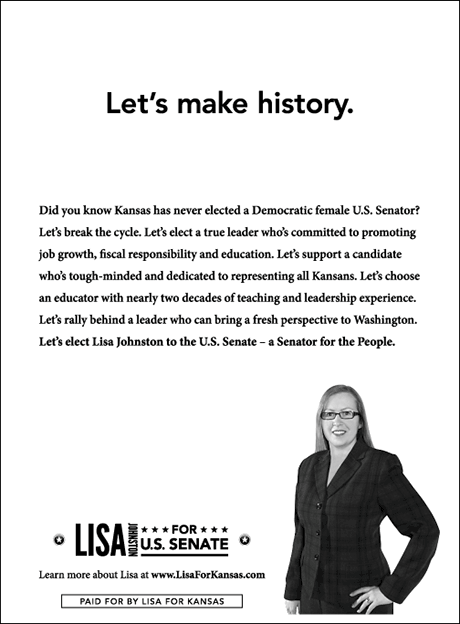 Let's make history.
Did you know Kansas has never elected a Democratic female U.S. Senator?
Let's break the cycle. Let's elect a true leader who's committed to promoting
job growth, fiscal responsibility and education. Let's support a candidate
who's tough-minded and dedicated to representing all Kansans. Let's choose
an educator with nearly two decades of teaching and leadership experience.
Let's rally behind a leader who can bring a fresh perspective to Washington.
Let's elect Lisa Johnston to the U.S. Senate – a Senator for the People.
LISA JOHNSTON FOR
U.S. SENATE
Learn more about Lisa at www.LisaForKansas.com
PAID FOR BY LISA FOR KANSAS